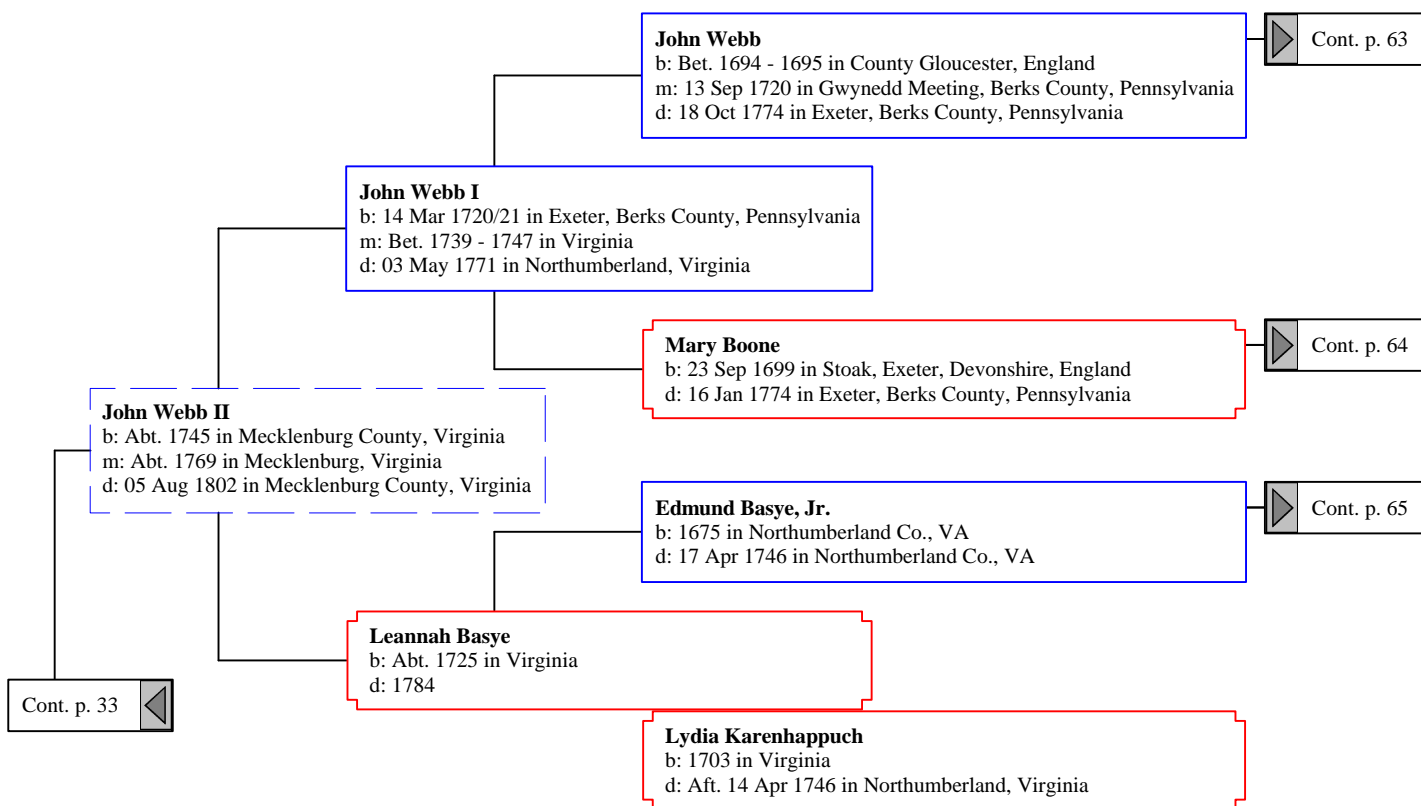 John Webb
b: Bet. 1694 - 1695 in County Gloucester, England
m: 13 Sep 1720 in Gwynedd Meeting, Berks County, Pennsylvania
d: 18 Oct 1774 in Exeter, Berks County, Pennsylvania
Cont. p. 63
John Webb I
b: 14 Mar 1720/21 in Exeter, Berks County, Pennsylvania
m: Bet. 1739 - 1747 in Virginia
d: 03 May 1771 in Northumberland, Virginia
Mary Boone
b: 23 Sep 1699 in Stoak, Exeter, Devonshire, England
d: 16 Jan 1774 in Exeter, Berks County, Pennsylvania
Cont. p. 64
John Webb II
b: Abt. 1745 in Mecklenburg County, Virginia
m: Abt. 1769 in Mecklenburg, Virginia
d: 05 Aug 1802 in Mecklenburg County, Virginia
Edmund Basye, Jr.
b: 1675 in Northumberland Co., VA
d: 17 Apr 1746 in Northumberland Co., VA
Cont. p. 65
Leannah Basye
b: Abt. 1725 in Virginia
d: 1784
Cont. p. 33
Lydia Karenhappuch
b: 1703 in Virginia
d: Aft. 14 Apr 1746 in Northumberland, Virginia